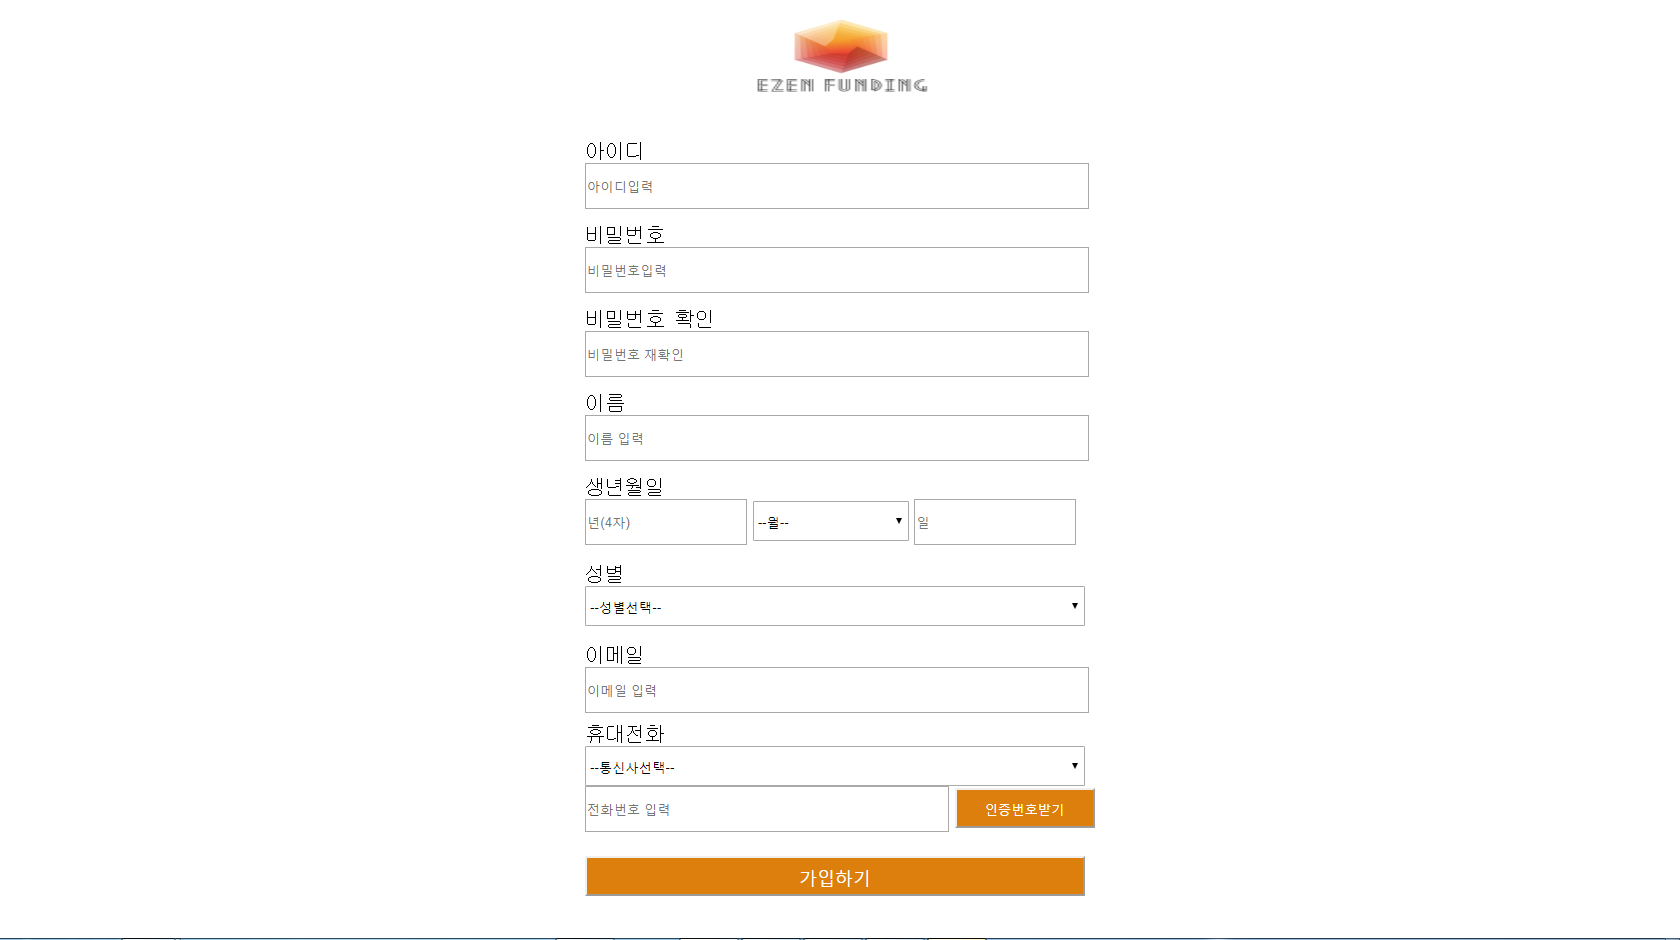 EZEN FUNDING
아이디
아이디입력
비밀번호
비밀번호입력
비밀번호 확인
비밀번호 재확인
이름
이름 입력
생년월일
년(4자) --월-- 일
성별
--성별선택--
이메일
이메일 입력
휴대전화
--통신사선택--
전화번호 입력 인증번호받기
가입하기